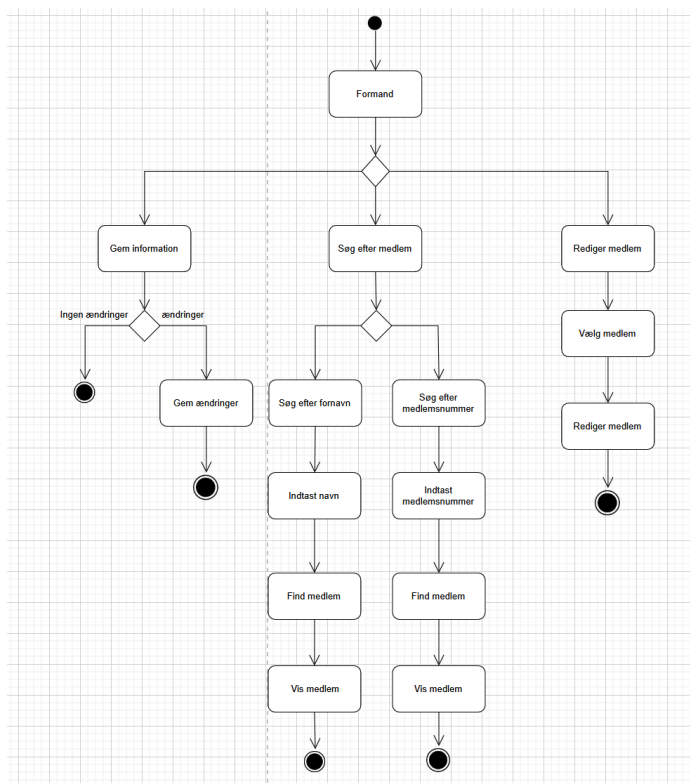 Formand
Gem information
Søg efter medlem
Rediger medlem
Ingen ændringer
ændringer
Vælg medlem
Gem ændringer
Søg efter fornavn
Søg efter
medlemsnummer
Rediger medlem
Indtast navn
Indtast
medlemsnummer
Find medlem
Find medlem
Vis medlem
Vis medlem